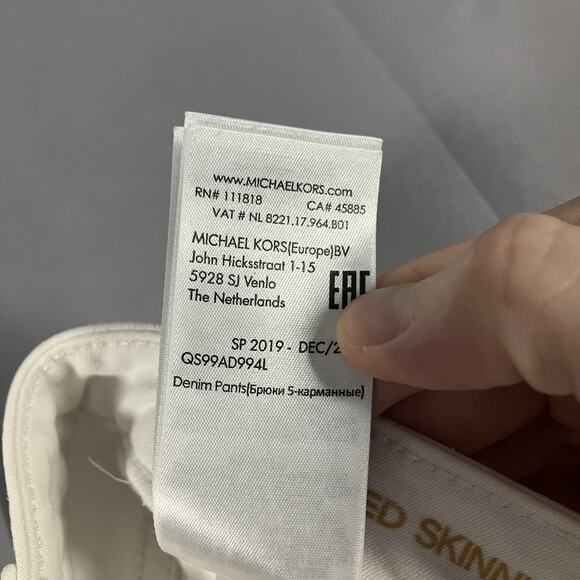 www.MICHAELKORS.com
RN# 111818 CA# 45885
VAT # NL 8221.17.964.B01
MICHAEL KORS(Europe)BV
John Hicksstraat 1-15
5928 SJ Venlo
The Netherlands
EAC
SP 2019 - DEC/2
QS99AD994L
Denim Pants(Брюки 5-карманные)
ED SKINN